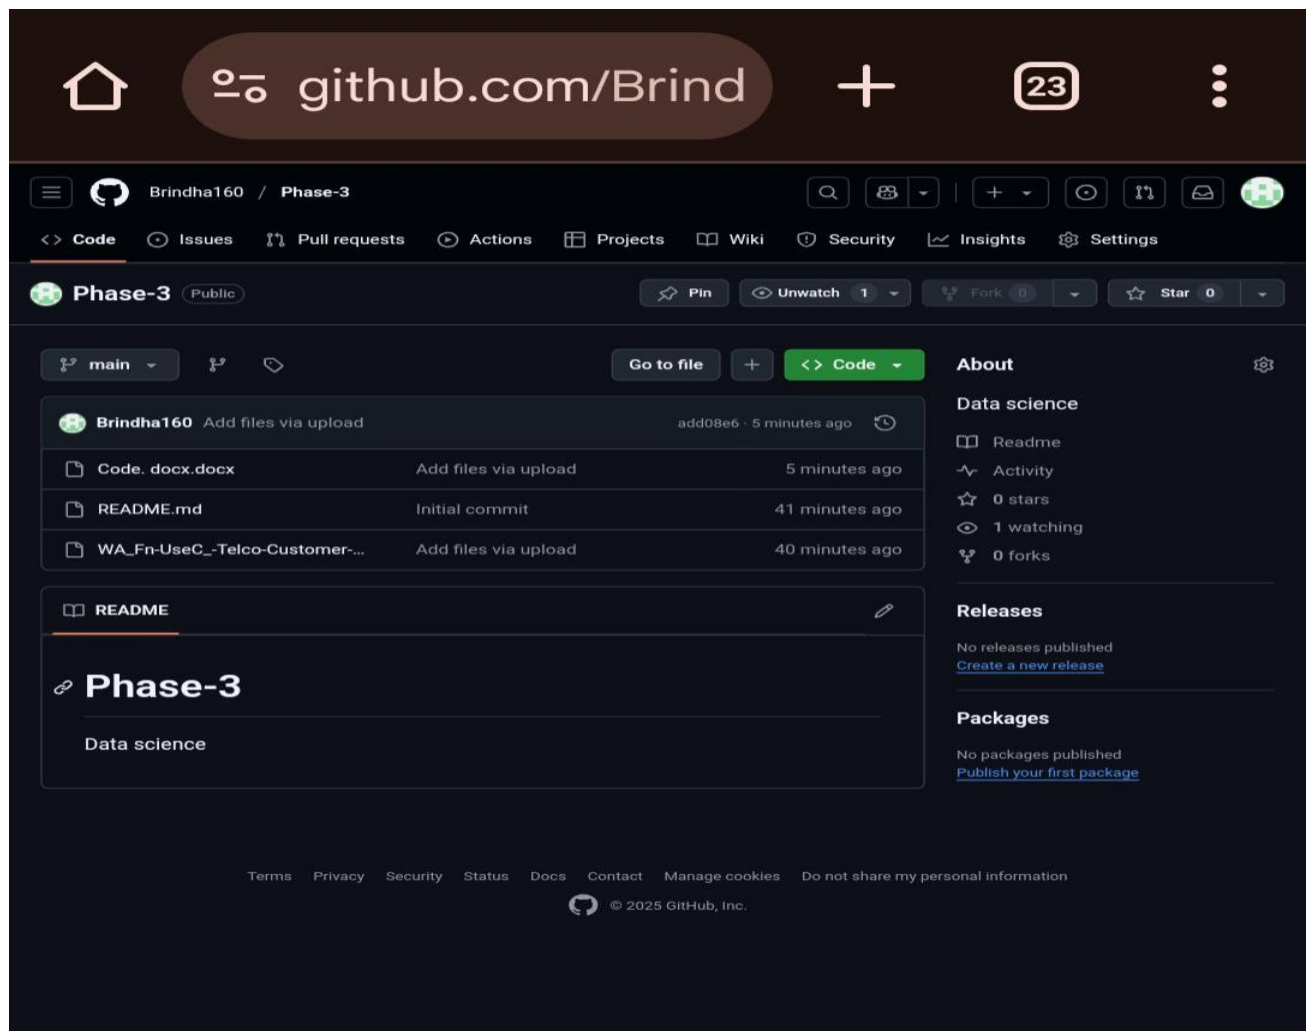 github.com/Brind
23
Brindha160 / Phase-3
Code Issues Pull requests Actions Projects Wiki Security Insights Settings
Phase-3 Public Pin Unwatch 1 Fork 0 Star 0
main Go to file Code
Brindha160 Add files via upload add08e6 · 5 minutes ago
Code. docx.docx Add files via upload 5 minutes ago
README.md Initial commit 41 minutes ago
WA_Fn-UseC_-Telco-Customer-... Add files via upload 40 minutes ago
README
Phase-3
Data science
About
Data science
Readme
Activity
0 stars
1 watching
0 forks
Releases
No releases published
Create a new release
Packages
No packages published
Publish your first package
Terms Privacy Security Status Docs Contact Manage cookies Do not share my personal information
© 2025 GitHub, Inc.